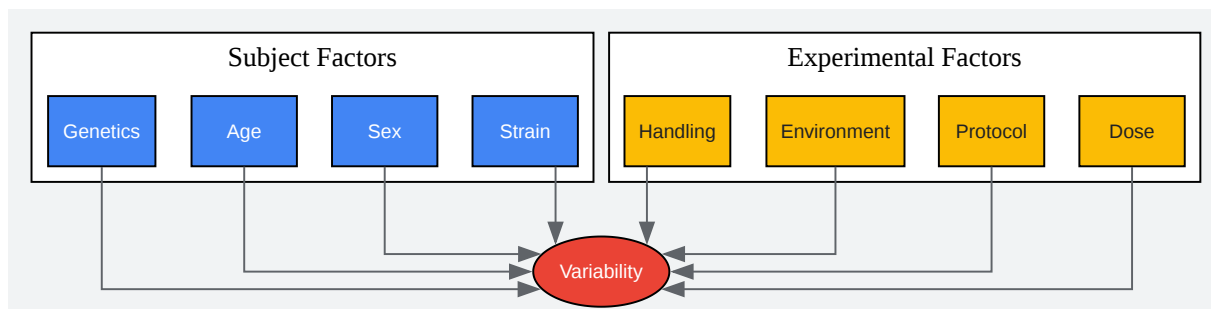 Subject Factors
Experimental Factors
Genetics
Age
Sex
Strain
Handling
Environment
Protocol
Dose
Variability